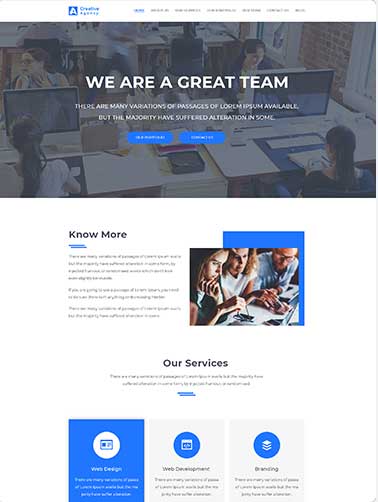 Creative
Agency
HOME ABOUT US OUR SERVICES OUR PORTFOLIO OUR TEAM CONTACT US BLOG
WE ARE A GREAT TEAM
THERE ARE MANY VARIATIONS OF PASSAGES OF LOREM IPSUM AVAILABLE,
BUT THE MAJORITY HAVE SUFFERED ALTERATION IN SOME.
OUR PORTFOLIO CONTACT US
Know More
There are many variations of passages of Lorem Ipsum availa
but the majority have suffered alteration in some form, by
injected humour, or randomised words which don't look
even slightly believable.
If you are going to use a passage of Lorem Ipsum, you need
to be sure there isn't anything embarrassing hidden
There are many variations of passages of Lorem Ipsum availa
but the majority have suffered alteration in some
Our Services
There are many variations of passages of Lorem Ipsum availa but the majority have
suffered alteration in some form, by injected humour, or randomised.
Web Design
There are many variations of passa
of Lorem Ipsum availa but the ma
jority have suffer alteration
Web Development
There are many variations of passa
of Lorem Ipsum availa but the ma
jority have suffer alteration
Branding
There are many variations of passa
of Lorem Ipsum availa but the ma
jority have suffer alteration